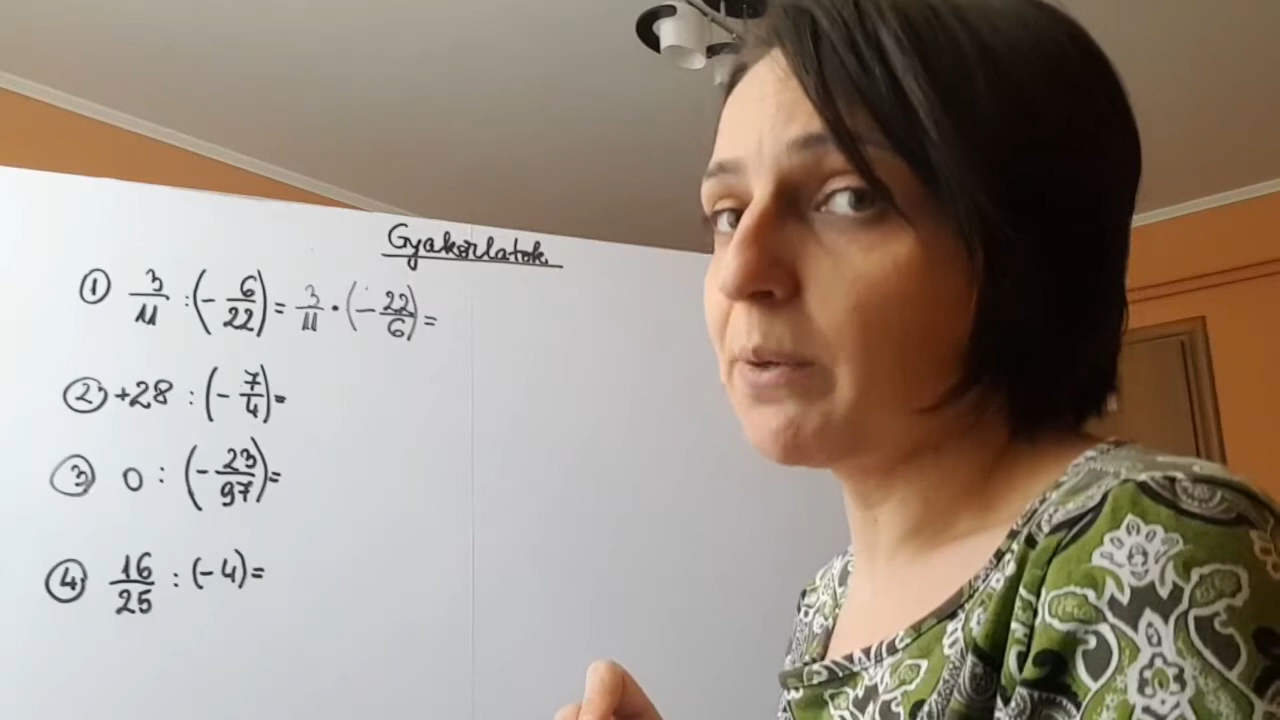 Gyakorlatok
① 3/11 : (- 6/22) = 3/11 · (- 22/6) =
② +28 : (- 7/4) =
③ 0 : (- 23/97) =
④ 16/25 : (- 4) =